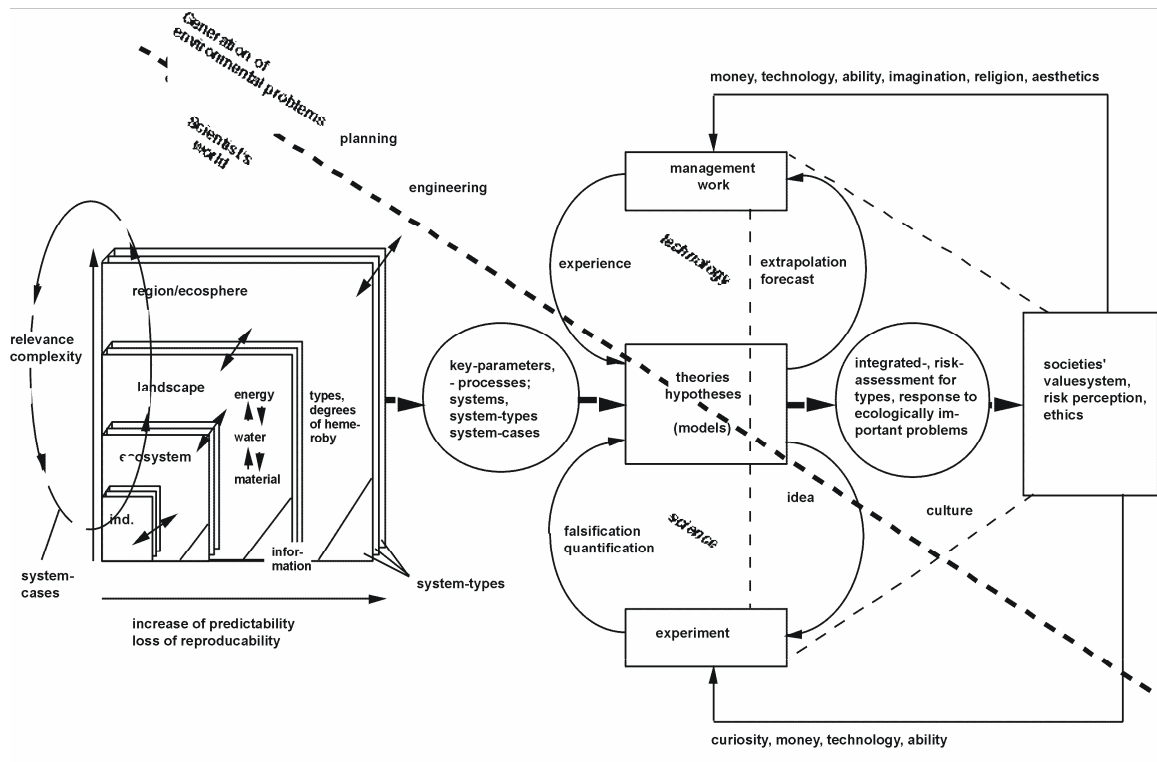 Generation of
environmental problems
Scientist's
world
planning
engineering
money, technology, ability, imagination, religion, aesthetics
management
work
technology
experience
extrapolation
forecast
region/ecosphere
relevance
complexity
landscape
energy
water
material
types,
degrees
of heme-
roby
ecosystem
ind.
infor-
mation
system-
cases
system-types
increase of predictability
loss of reproducability
key-parameters,
- processes;
systems,
system-types
system-cases
theories
hypotheses
(models)
integrated-, risk-
assessment for
types, response to
ecologically im-
portant problems
societies'
valuesystem,
risk perception,
ethics
idea
culture
falsification
quantification
science
experiment
curiosity, money, technology, ability